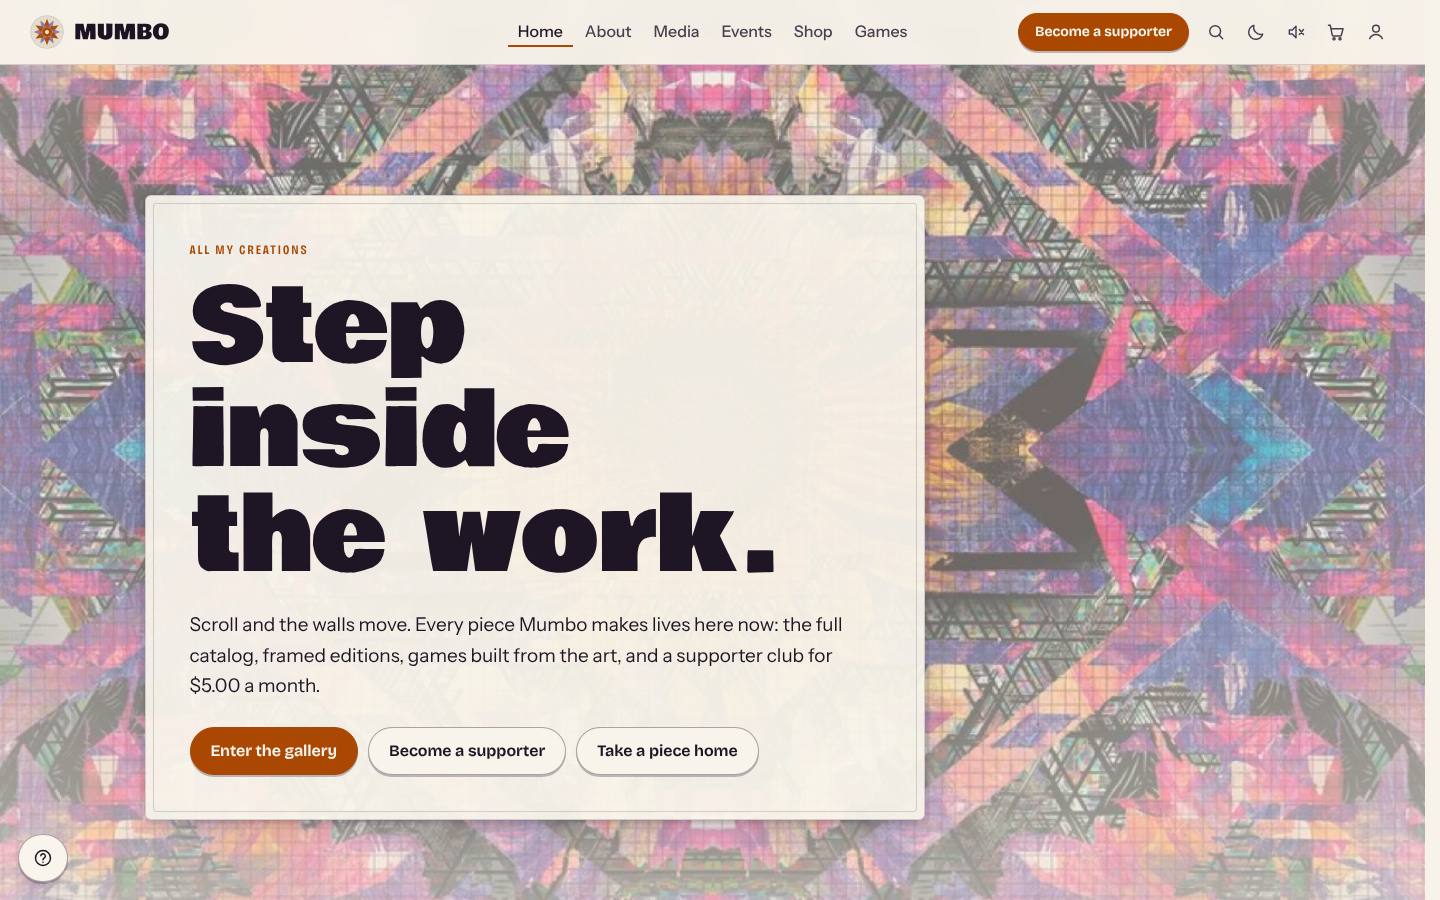 MUMBO
Home About Media Events Shop Games
Become a supporter
ALL MY CREATIONS
Step
inside
the work.
Scroll and the walls move. Every piece Mumbo makes lives here now: the full
catalog, framed editions, games built from the art, and a supporter club for
$5.00 a month.
Enter the gallery Become a supporter Take a piece home